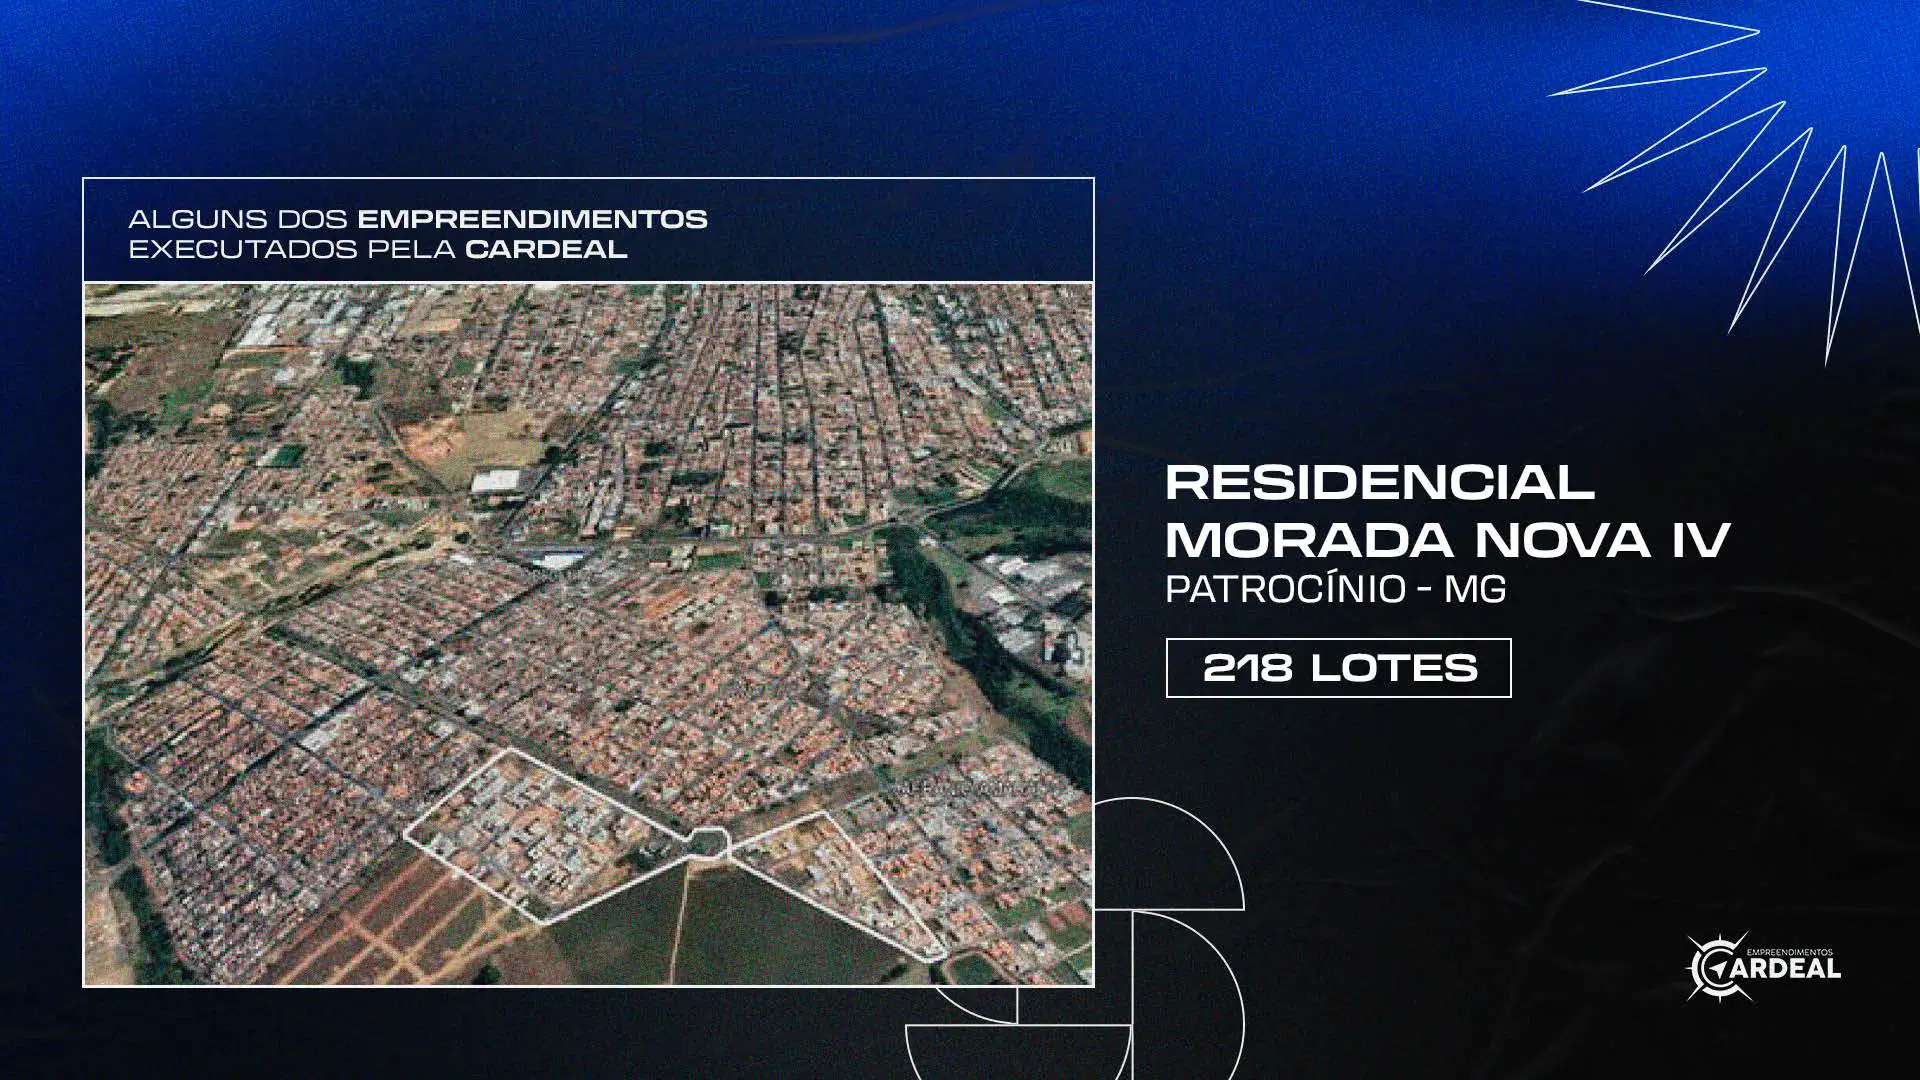 ALGUNS DOS EMPREENDIMENTOS
EXECUTADOS PELA CARDEAL
RESIDENCIAL
MORADA NOVA IV
PATROCÍNIO - MG
218 LOTES
EMPREENDIMENTOS
CARDEAL